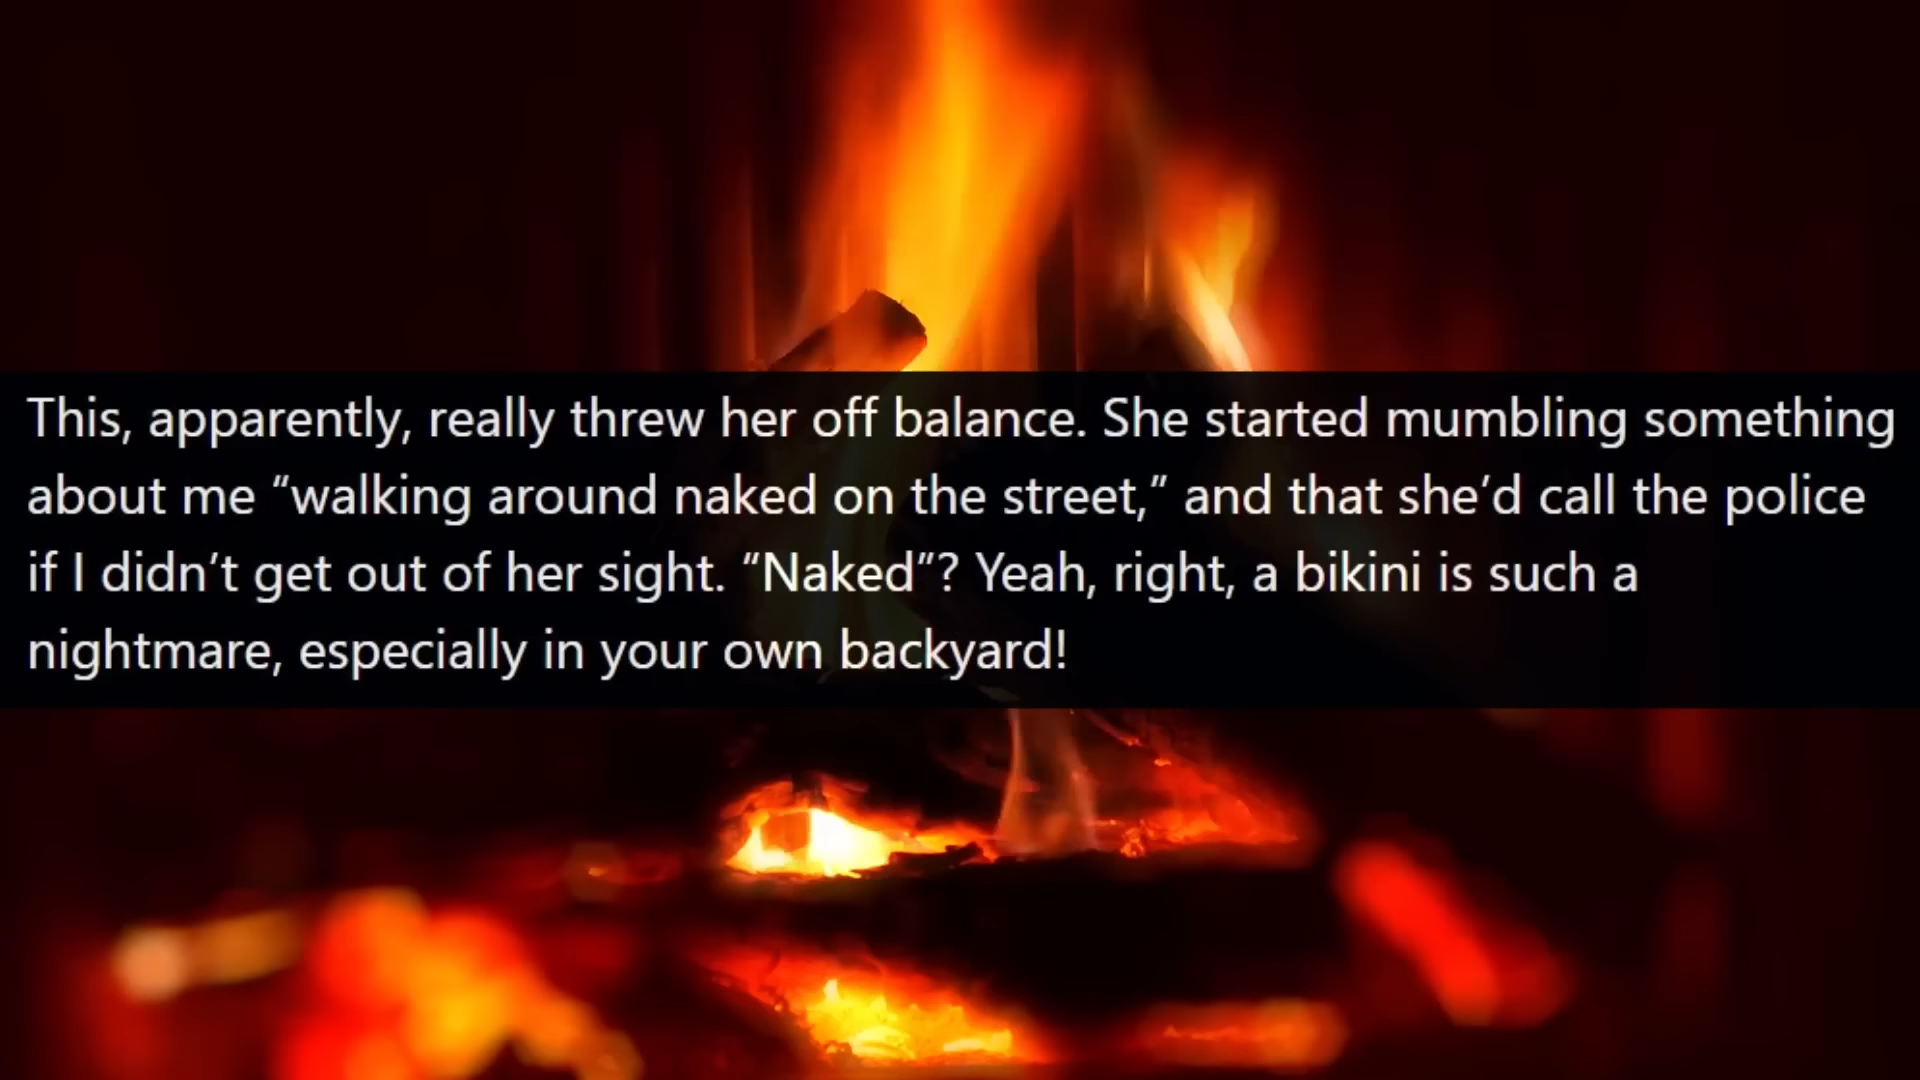 This, apparently, really threw her off balance. She started mumbling something
about me “walking around naked on the street,” and that she’d call the police
if I didn’t get out of her sight. “Naked”? Yeah, right, a bikini is such a
nightmare, especially in your own backyard!